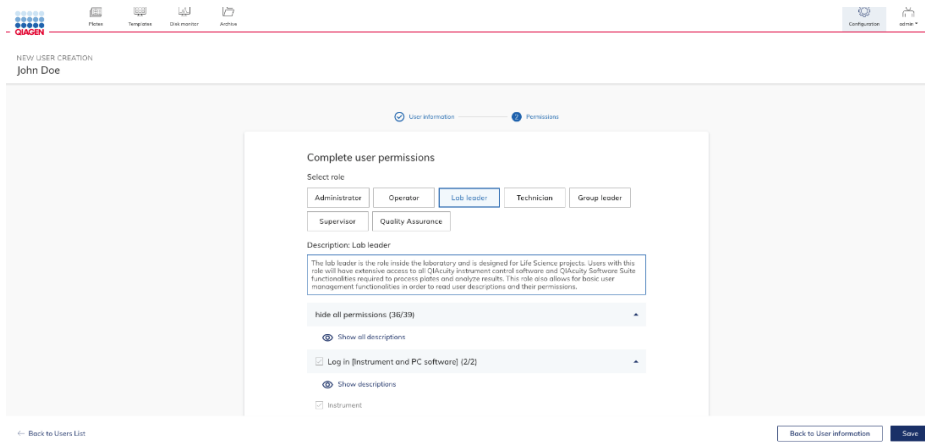 Plates Templates Disk monitor Archive Configuration admin
QIAGEN
NEW USER CREATION
John Doe
User information 2 Permissions
Complete user permissions
Select role
Administrator Operator Lab leader Technician Group leader
Supervisor Quality Assurance
Description: Lab leader
The lab leader is the role inside the laboratory and is designed for Life Science projects. Users with this
role will have extensive access to all QIAcuity instrument control software and QIAcuity Software Suite
functionalities required to process plates and analyze results. This role also allows for basic user
management functionalities in order to read user descriptions and their permissions.
hide all permissions (36/39)
Show all descriptions
Log in [Instrument and PC software] (2/2)
Show descriptions
Instrument
← Back to Users List Back to User information Save